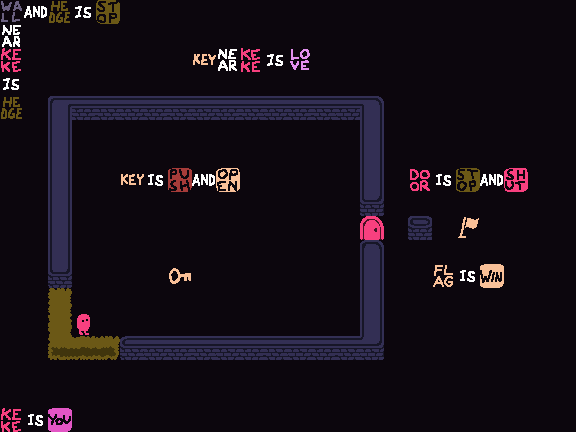 WALL AND HEDGE IS STOP
NEAR
KEKE
IS
HEDGE
KEY NEAR KEKE IS LOVE
KEY IS PUSH AND OPEN
DOOR IS STOP AND SHUT
FLAG IS WIN
KEKE IS YOU